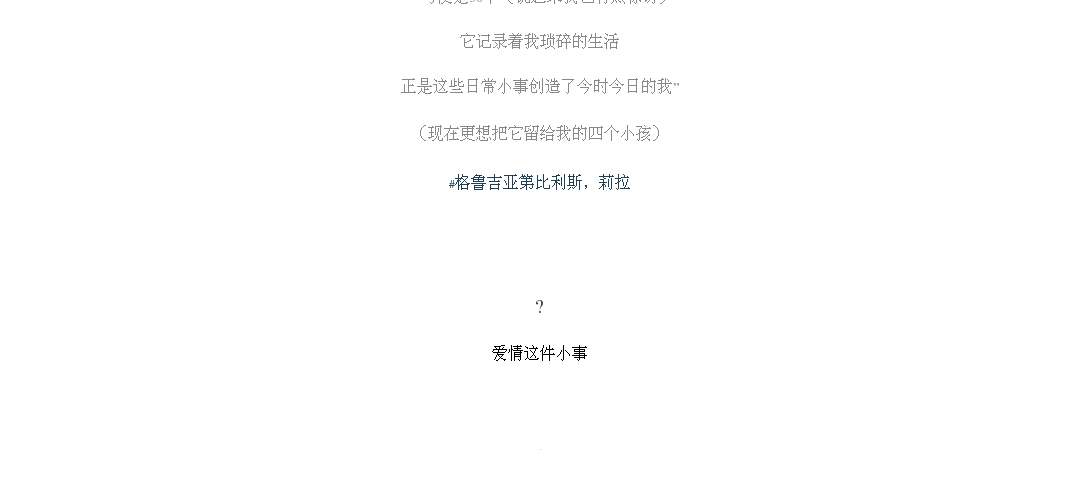 它记录着我琐碎的生活
正是这些日常小事创造了今时今日的我”
（现在更想把它留给我的四个小孩）
#格鲁吉亚第比利斯，莉拉
?
爱情这件小事